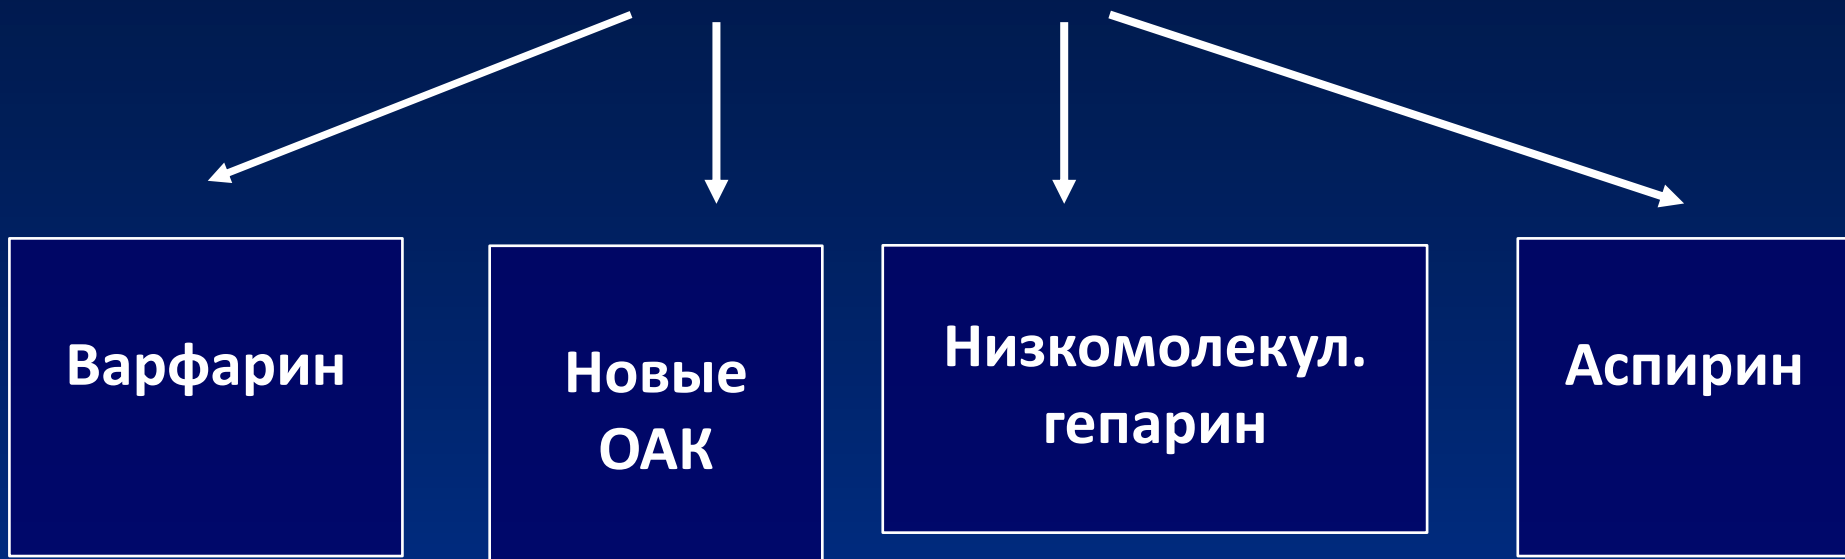 Варфарин
Новые
ОАК
Низкомолекул.
гепарин
Аспирин